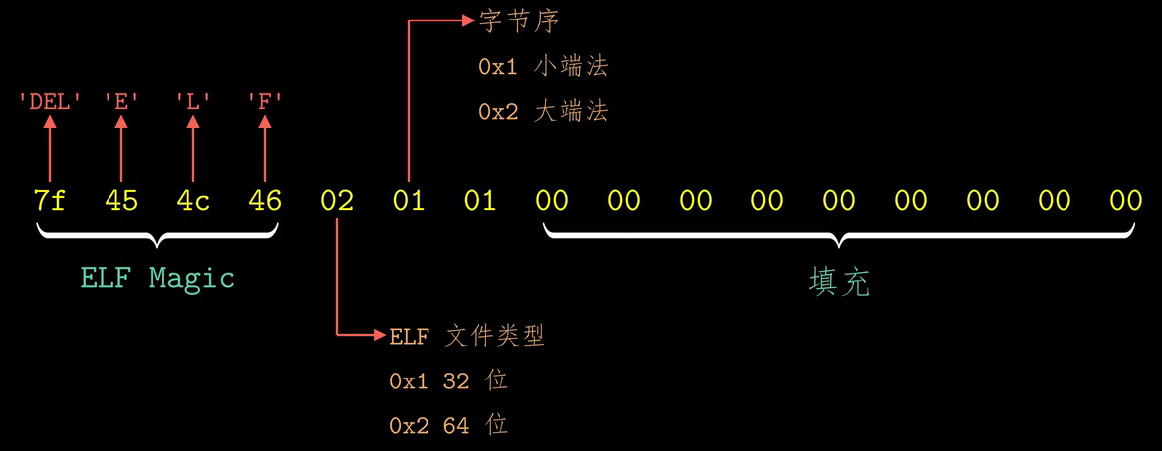 字节序
0x1 小端法
0x2 大端法
'DEL' 'E' 'L' 'F'
7f 45 4c 46 02 01 01 00 00 00 00 00 00 00 00 00
ELF Magic
填充
ELF 文件类型
0x1 32 位
0x2 64 位